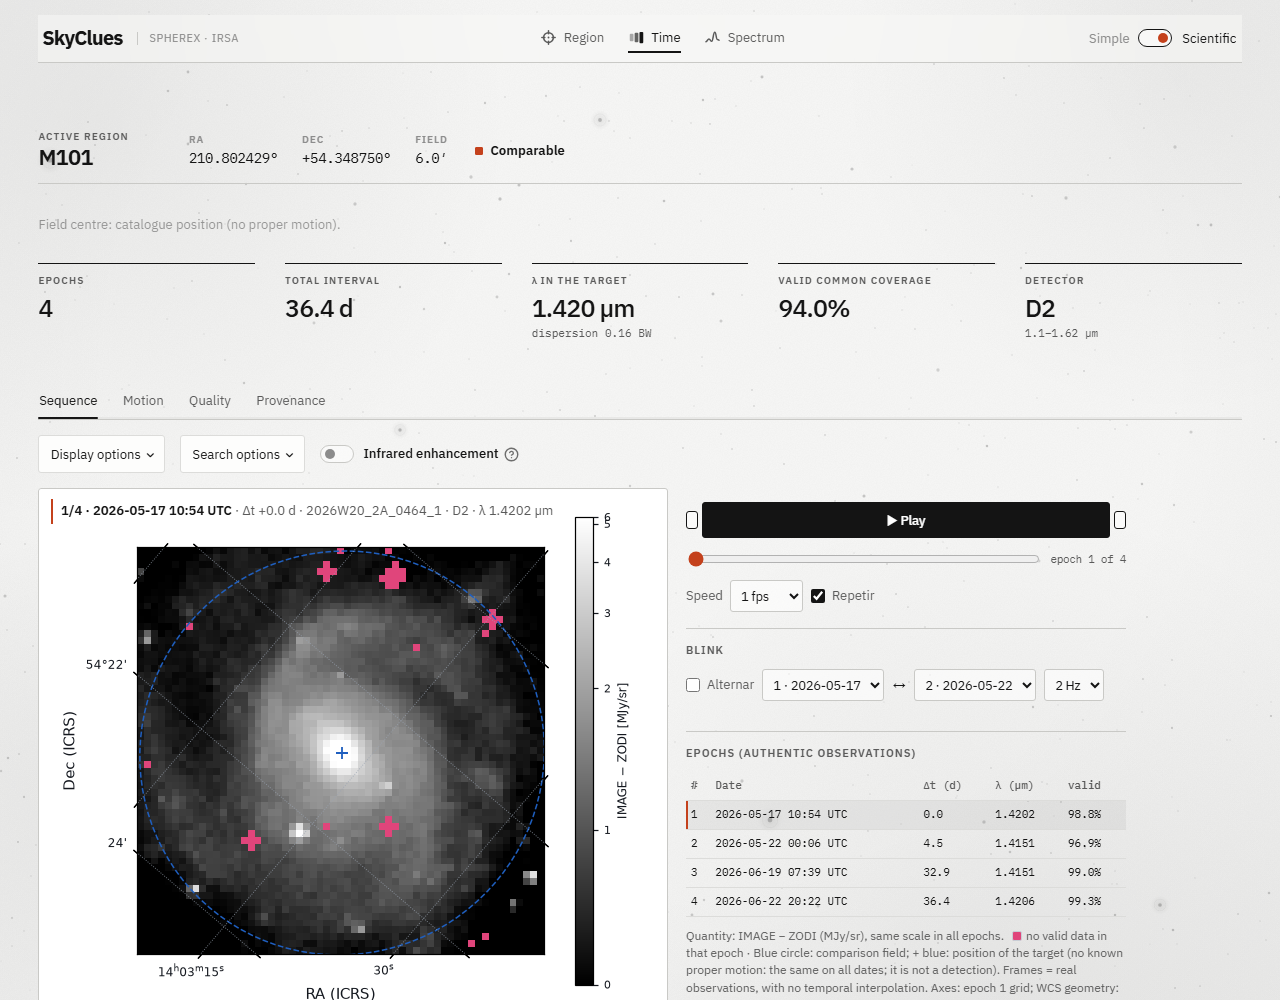 SkyClues SPHEREX · IRSA Region Time Spectrum Simple Scientific
ACTIVE REGION RA DEC FIELD
M101 210.802429° +54.348750° 6.0′ Comparable
Field centre: catalogue position (no proper motion).
EPOCHS TOTAL INTERVAL λ IN THE TARGET VALID COMMON COVERAGE DETECTOR
4 36.4 d 1.420 µm 94.0% D2
dispersion 0.16 BW 1.1–1.62 µm
Sequence Motion Quality Provenance
Display options Search options Infrared enhancement ?
1/4 · 2026-05-17 10:54 UTC · Δt +0.0 d · 2026W20_2A_0464_1 · D2 · λ 1.4202 µm
6
5
4
3
2
1
0
IMAGE − ZODI [MJy/sr]
54°22'
24'
Dec (ICRS)
14h03m15s 30s
RA (ICRS)
▶ Play
epoch 1 of 4
Speed 1 fps Repetir
BLINK
Alternar 1 · 2026-05-17 ↔ 2 · 2026-05-22 2 Hz
EPOCHS (AUTHENTIC OBSERVATIONS)
# Date Δt (d) λ (µm) valid
1 2026-05-17 10:54 UTC 0.0 1.4202 98.8%
2 2026-05-22 00:06 UTC 4.5 1.4151 96.9%
3 2026-06-19 07:39 UTC 32.9 1.4151 99.0%
4 2026-06-22 20:22 UTC 36.4 1.4206 99.3%
Quantity: IMAGE − ZODI (MJy/sr), same scale in all epochs. no valid data in
that epoch · Blue circle: comparison field; + blue: position of the target (no known
proper motion: the same on all dates; it is not a detection). Frames = real
observations, with no temporal interpolation. Axes: epoch 1 grid; WCS geometry: